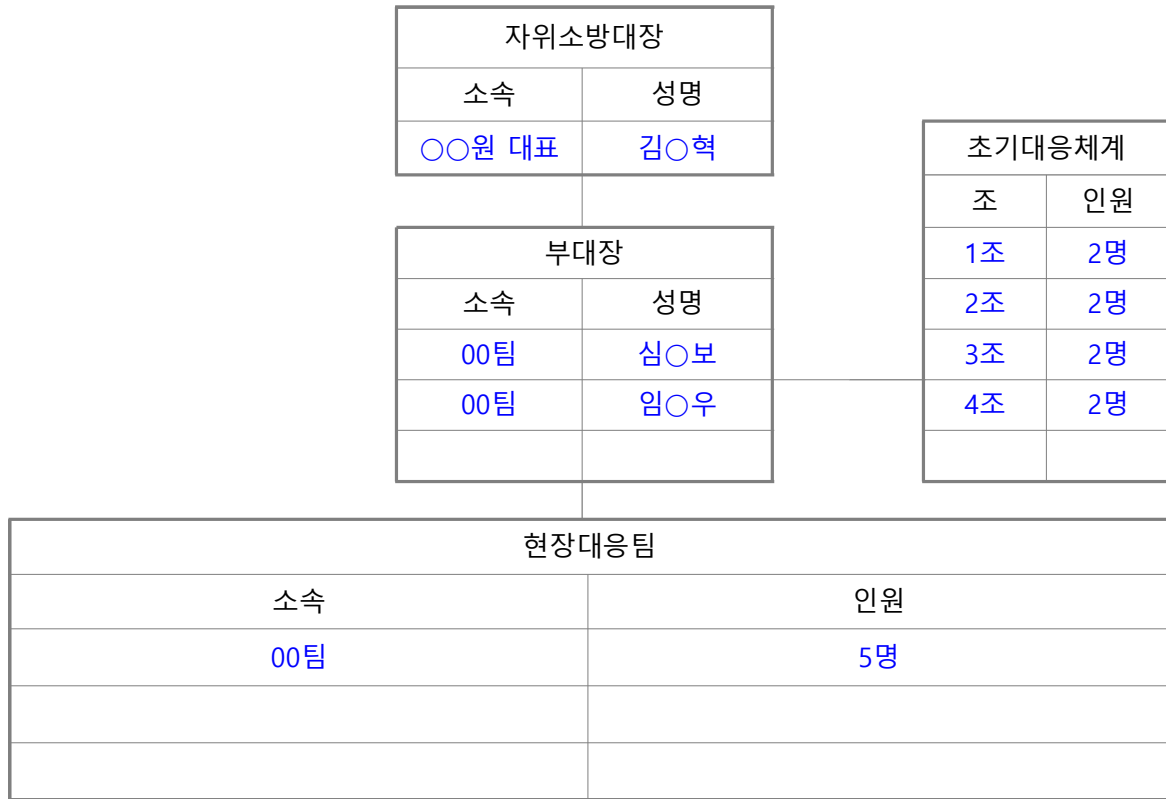 자위소방대장
소속 성명
○○원 대표 김○혁
초기대응체계
조 인원
1조 2명
2조 2명
3조 2명
4조 2명
부대장
소속 성명
00팀 심○보
00팀 임○우
현장대응팀
소속 인원
00팀 5명